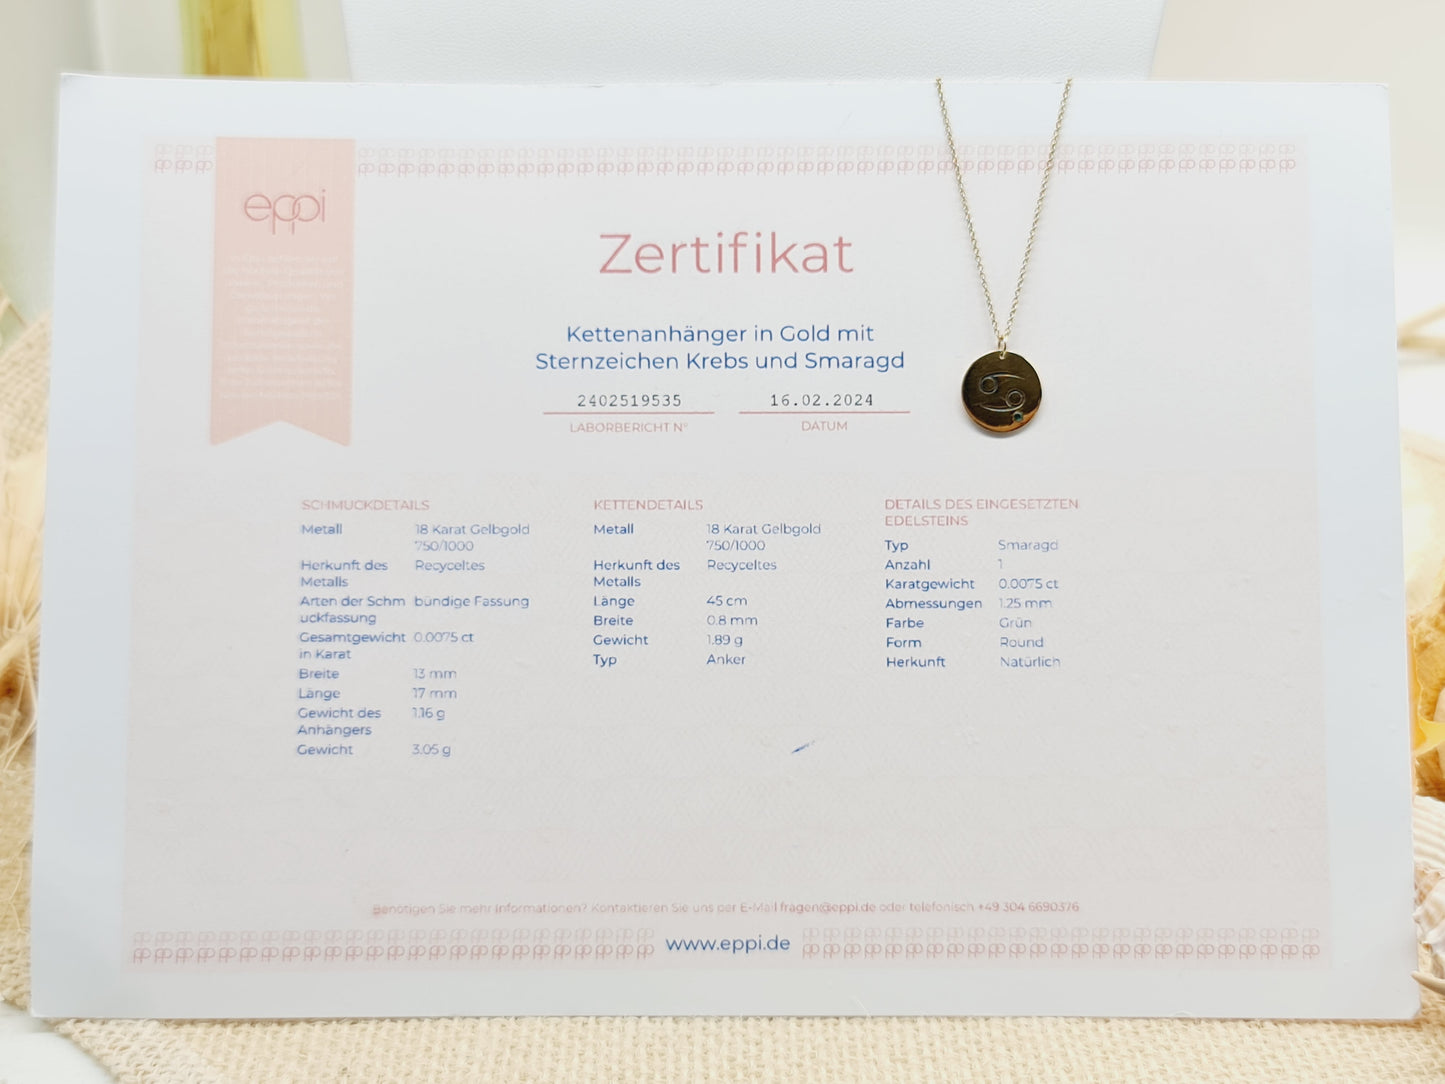 eppi
Zertifikat
Kettenanhänger in Gold mit
Sternzeichen Krebs und Smaragd
2402519535
16.02.2024
LABORBERICHT N°
DATUM
SCHMUCKDETAILS
Metall 18 Karat Gelbgold
750/1000
Herkunft des Recyceltes
Metalls
Arten der Schm bündige Fassung
uckfassung
Gesamtgewicht 0.0075 ct
in Karat
Breite 13 mm
Länge 17 mm
Gewicht des 1.16 g
Anhängers
Gewicht 3.05 g
KETTENDETAILS
Metall 18 Karat Gelbgold
750/1000
Herkunft des Recyceltes
Metalls
Länge 45 cm
Breite 0.8 mm
Gewicht 1.89 g
Typ Anker
DETAILS DES EINGESETZTEN
EDELSTEINS
Typ Smaragd
Anzahl 1
Karatgewicht 0.0075 ct
Abmessungen 1.25 mm
Farbe Grün
Form Round
Herkunft Natürlich
Benötigen Sie mehr Informationen? Kontaktieren Sie uns per E-Mail fragen@eppi.de oder telefonisch +49 304 6690376
www.eppi.de